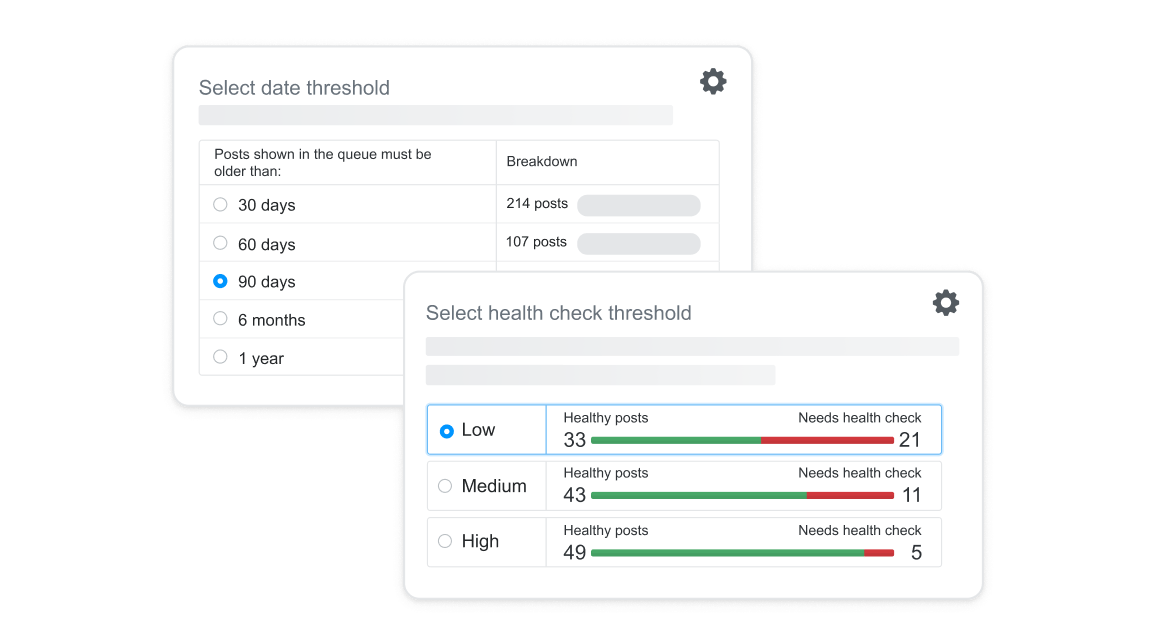 Select date threshold
Posts shown in the queue must be
older than:
Breakdown
30 days
214 posts
60 days
107 posts
90 days
6 months
1 year
Select health check threshold
Low
Healthy posts
Needs health check
33
21
Medium
Healthy posts
Needs health check
43
11
High
Healthy posts
Needs health check
49
5